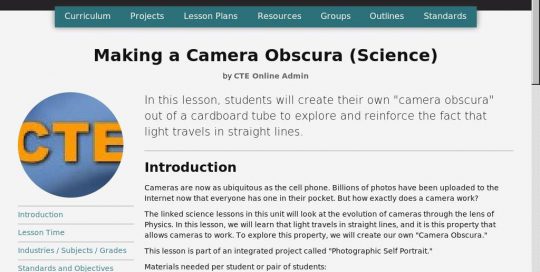 Curriculum Projects Lesson Plans Resources Groups Outlines Standards
Making a Camera Obscura (Science)
by CTE Online Admin
CTE
In this lesson, students will create their own "camera obscura"
out of a cardboard tube to explore and reinforce the fact that
light travels in straight lines.
Introduction
Lesson Time
Industries / Subjects / Grades
Standards and Objectives
Introduction
Cameras are now as ubiquitous as the cell phone. Billions of photos have been uploaded to the
Internet now that everyone has one in their pocket. But how exactly does a camera work?
The linked science lessons in this unit will look at the evolution of cameras through the lens of
Physics. In this lesson, we will learn that light travels in straight lines, and it is this property that
allows cameras to work. To explore this property, we will create our own "Camera Obscura."
This lesson is part of an integrated project called "Photographic Self Portrait."
Materials needed per student or pair of students: